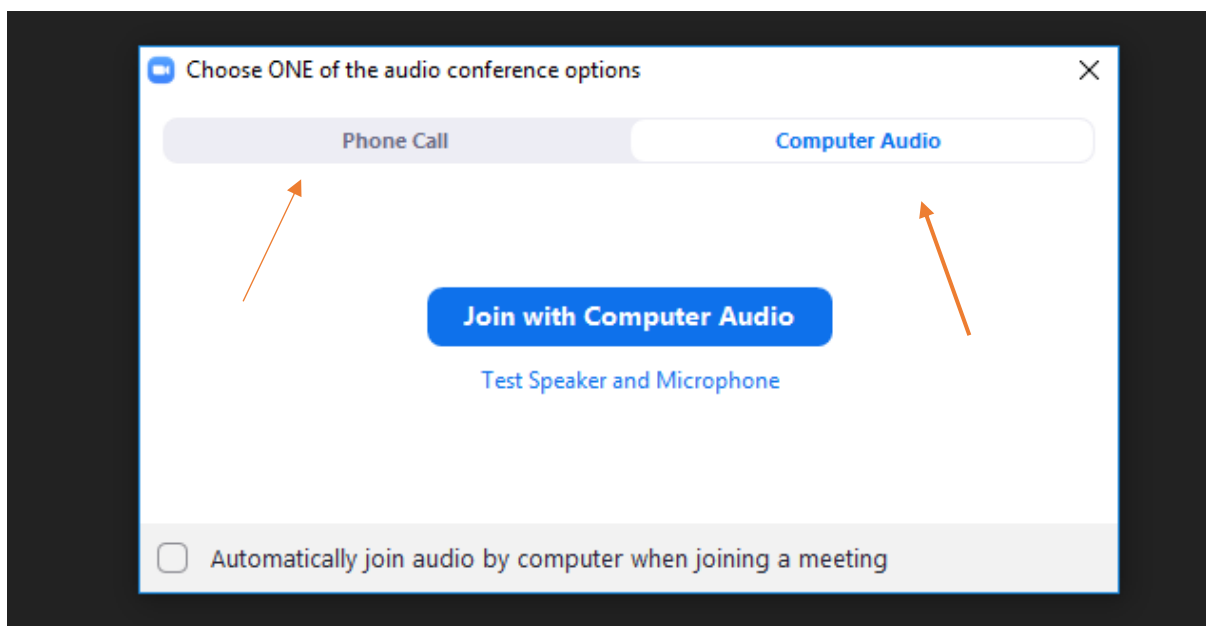 Choose ONE of the audio conference options
Phone Call
Computer Audio
Join with Computer Audio
Test Speaker and Microphone
Automatically join audio by computer when joining a meeting